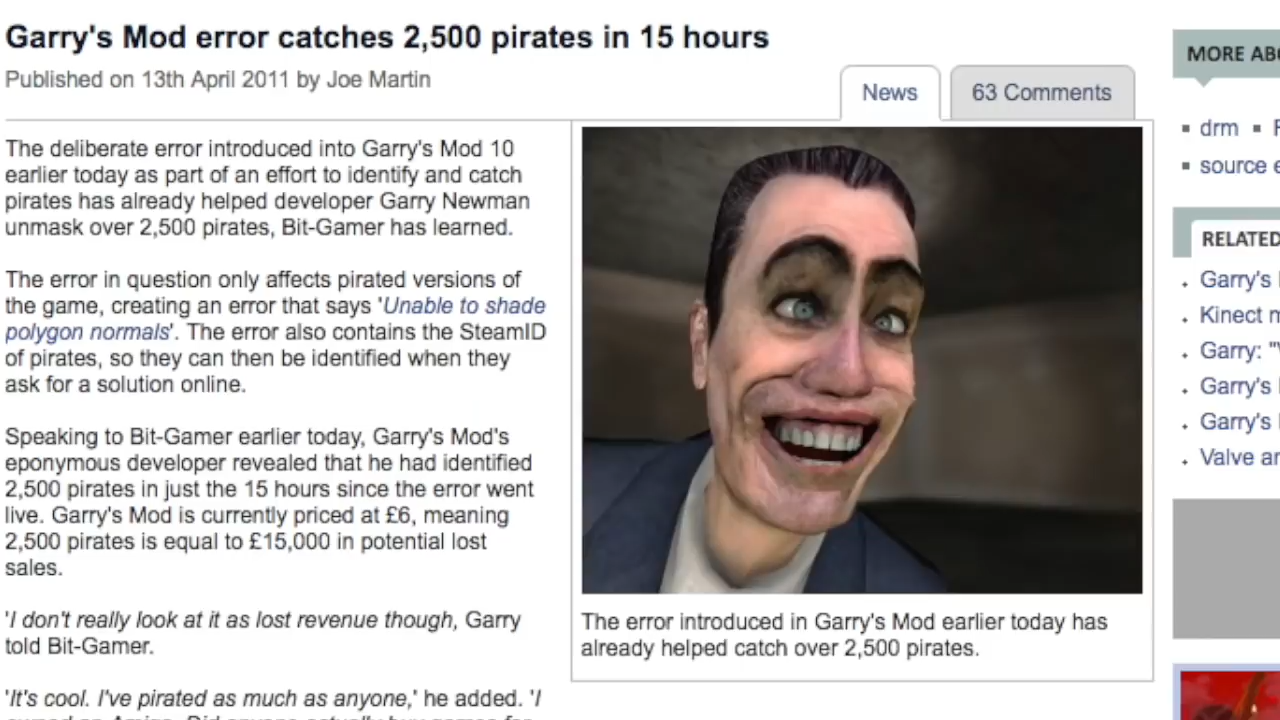 Garry's Mod error catches 2,500 pirates in 15 hours
Published on 13th April 2011 by Joe Martin
News
63 Comments
The deliberate error introduced into Garry's Mod 10
earlier today as part of an effort to identify and catch
pirates has already helped developer Garry Newman
unmask over 2,500 pirates, Bit-Gamer has learned.
The error in question only affects pirated versions of
the game, creating an error that says 'Unable to shade
polygon normals'. The error also contains the SteamID
of pirates, so they can then be identified when they
ask for a solution online.
Speaking to Bit-Gamer earlier today, Garry's Mod's
eponymous developer revealed that he had identified
2,500 pirates in just the 15 hours since the error went
live. Garry's Mod is currently priced at £6, meaning
2,500 pirates is equal to £15,000 in potential lost
sales.
'I don't really look at it as lost revenue though, Garry
told Bit-Gamer.
'It's cool. I've pirated as much as anyone,' he added. 'I
The error introduced in Garry's Mod earlier today has
already helped catch over 2,500 pirates.
MORE
drm
source
RELATED
Garry's
Kinect
Garry:
Garry's
Garry's
Valve